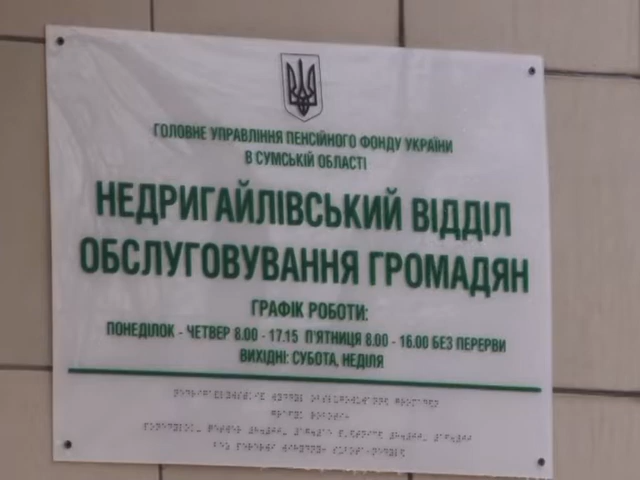 ГОЛОВНЕ УПРАВЛІННЯ ПЕНСІЙНОГО ФОНДУ УКРАЇНИ
В СУМСЬКІЙ ОБЛАСТІ
НЕДРИГАЙЛІВСЬКИЙ ВІДДІЛ
ОБСЛУГОВУВАННЯ ГРОМАДЯН
ГРАФІК РОБОТИ:
ПОНЕДІЛОК - ЧЕТВЕР 8.00 - 17.15 П'ЯТНИЦЯ 8.00 - 16.00 БЕЗ ПЕРЕРВИ
ВИХІДНІ: СУБОТА, НЕДІЛЯ